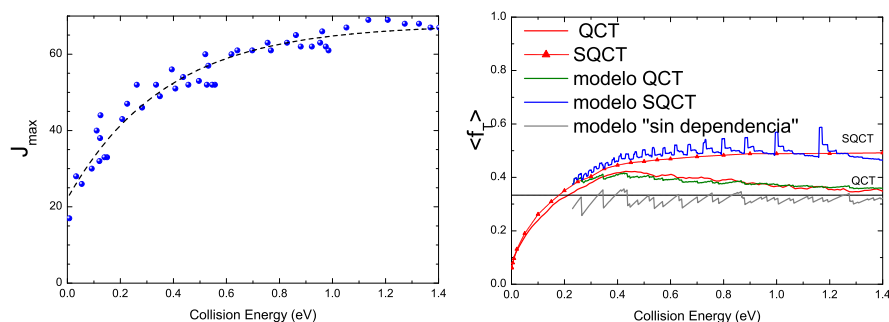 J_max
60
40
20
0
0.0 0.2 0.4 0.6 0.8 1.0 1.2 1.4
Collision Energy (eV)
<f_T>
1.0
0.8
0.6
0.4
0.2
0.0
QCT
SQCT
modelo QCT
modelo SQCT
modelo "sin dependencia"
SQCT
QCT
0.0 0.2 0.4 0.6 0.8 1.0 1.2 1.4
Collision Energy (eV)